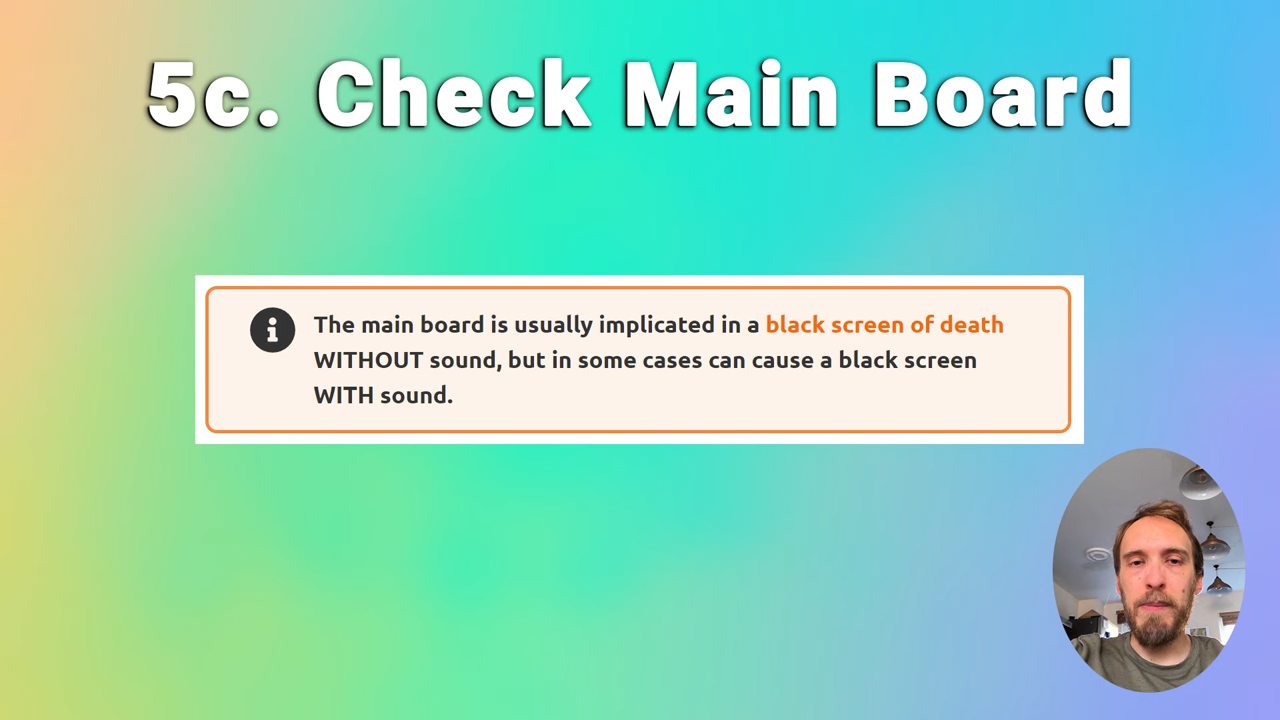 5c. Check Main Board
The main board is usually implicated in a black screen of death
WITHOUT sound, but in some cases can cause a black screen
WITH sound.